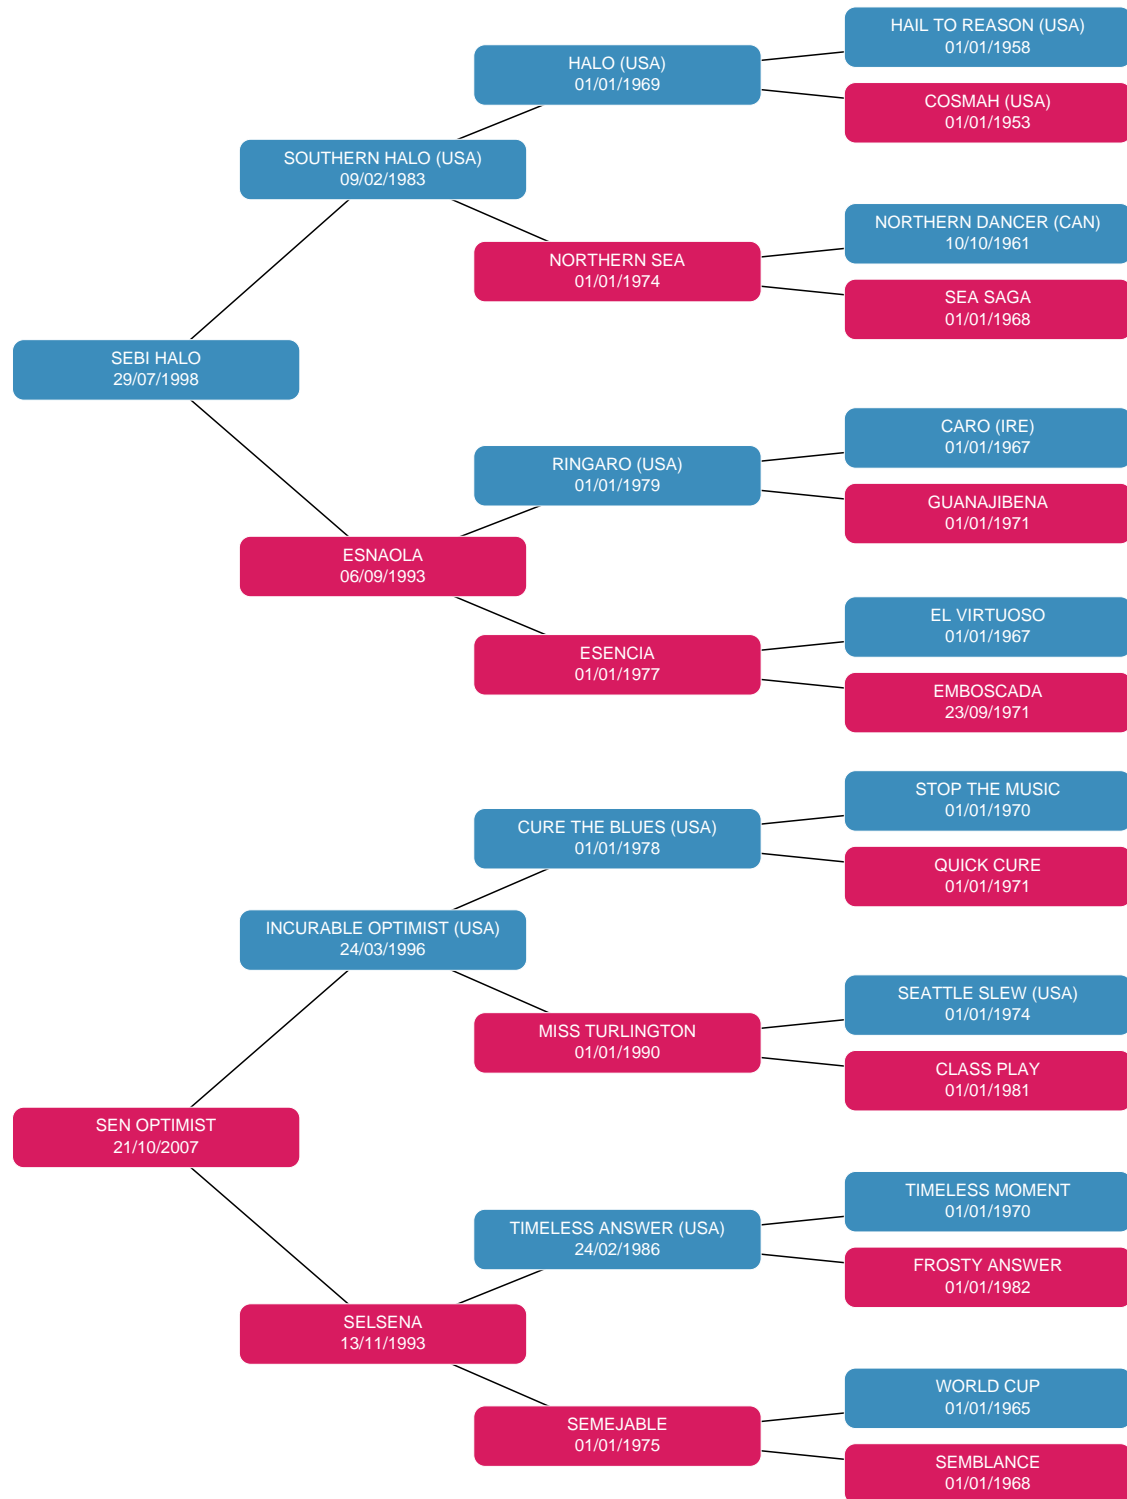 HAIL TO REASON (USA)
01/01/1958
HALO (USA)
01/01/1969
COSMAH (USA)
01/01/1953
SOUTHERN HALO (USA)
09/02/1983
NORTHERN DANCER (CAN)
10/10/1961
NORTHERN SEA
01/01/1974
SEA SAGA
01/01/1968
SEBI HALO
29/07/1998
CARO (IRE)
01/01/1967
RINGARO (USA)
01/01/1979
GUANAJIBENA
01/01/1971
ESNAOLA
06/09/1993
EL VIRTUOSO
01/01/1967
ESENCIA
01/01/1977
EMBOSCADA
23/09/1971
STOP THE MUSIC
01/01/1970
CURE THE BLUES (USA)
01/01/1978
QUICK CURE
01/01/1971
INCURABLE OPTIMIST (USA)
24/03/1996
SEATTLE SLEW (USA)
01/01/1974
MISS TURLINGTON
01/01/1990
CLASS PLAY
01/01/1981
SEN OPTIMIST
21/10/2007
TIMELESS MOMENT
01/01/1970
TIMELESS ANSWER (USA)
24/02/1986
FROSTY ANSWER
01/01/1982
SELSENA
13/11/1993
WORLD CUP
01/01/1965
SEMEJABLE
01/01/1975
SEMBLANCE
01/01/1968